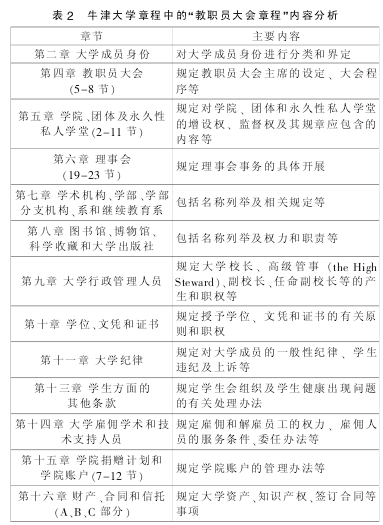 表 2 牛津大学章程中的“教职员大会章程”内容分析
章节 主要内容
第二章 大学成员身份 对大学成员身份进行分类和界定
第四章 教职员大会 规定教职员大会主席的设定、大会程
(5-8 节) 序等
第五章 学院、团体及永久性 规定对学院、团体和永久性私人学堂
私人学堂(2-11 节) 的增设权、监督权及其规章应包含的
内容等
第六章 理事会
(19-23 节) 规定理事会事务的具体开展
第七章 学术机构、学部、学部 包括名称列举及相关规定等
分支机构、系和继续教育系
第八章 图书馆、博物馆、 包括名称列举及权力和职责等
科学收藏和大学出版社
第九章 大学行政管理人员 规定大学校长、高级管事 (the High
Steward)、副校长、任命副校长等的产
生和职权等
第十章 学位、文凭和证书 规定授予学位、文凭和证书的有关原
则和职权
第十一章 大学纪律 规定对大学成员的一般性纪律、学生
违纪及上诉等
第十三章 学生方面的 规定学生会组织及学生健康出现问题
其他条款 的有关处理办法
第十四章 大学雇佣学术和技 规定雇佣和解雇员工的权力、雇佣人
术支持人员 员的服务条件、委任办法等
第十五章 学院捐赠计划和 规定学院账户的管理办法等
学院账户(7-12 节)
第十六章 财产、合同和信托 规定大学资产、知识产权、签订合同等
(A、B、C 部分) 事项